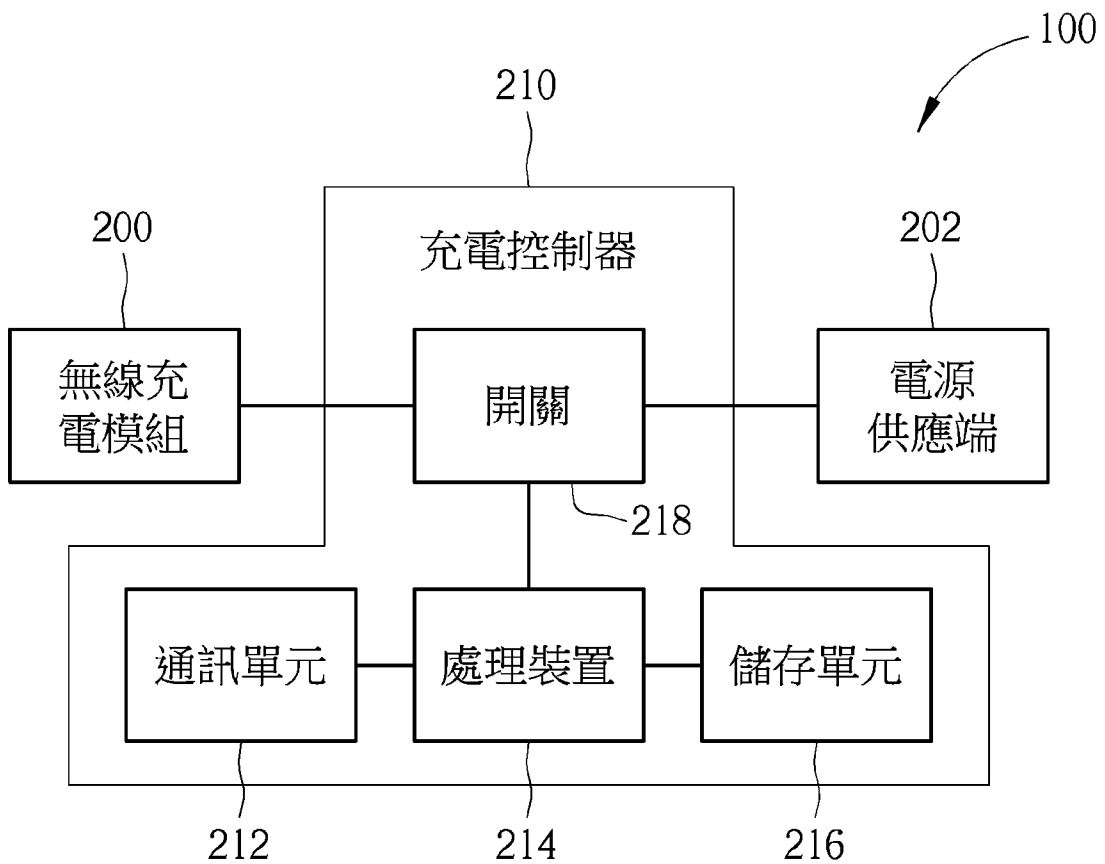 100
210
200
充電控制器
202
無線充
電模組
開關
電源
供應端
218
通訊單元
處理裝置
儲存單元
212
214
216